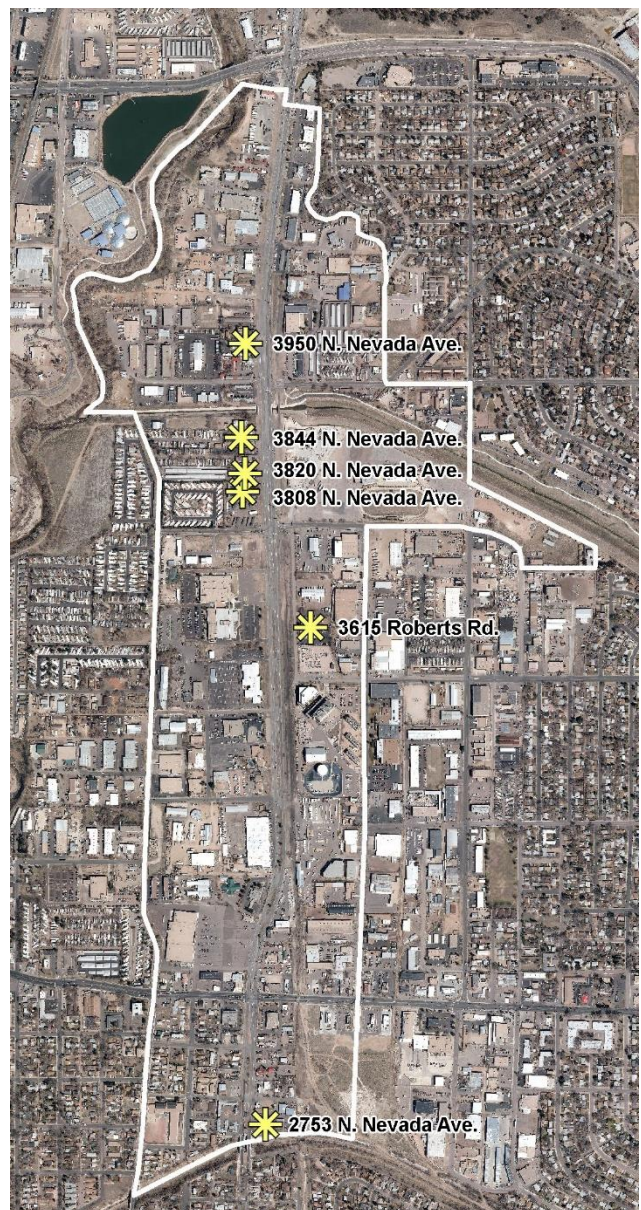 3950 N. Nevada Ave.
3844 N. Nevada Ave.
3820 N. Nevada Ave.
3808 N. Nevada Ave.
3615 Roberts Rd.
2753 N. Nevada Ave.